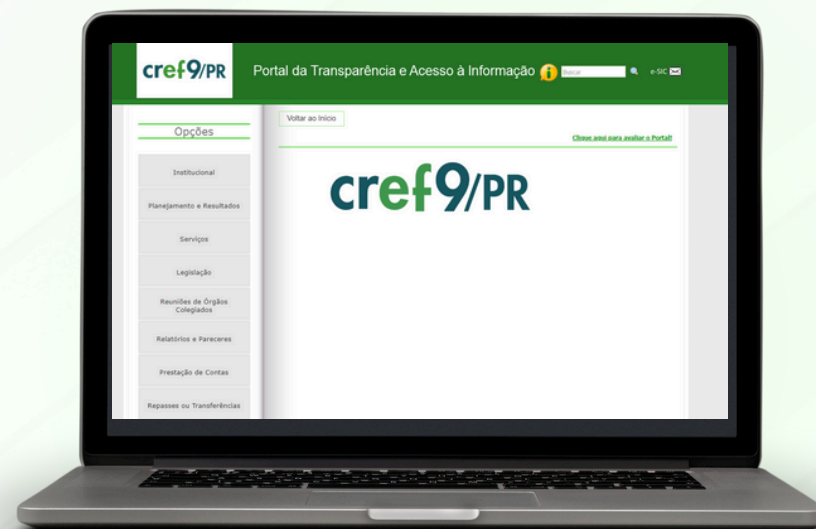 cref9/PR
Portal da Transparência e Acesso à Informação
Buscar
e-SIC
Opções
Voltar ao Início
Clique aqui para avaliar o Portal!
Institucional
cref9/PR
Planejamento e Resultados
Serviços
Legislação
Reuniões de Órgãos
Colegiados
Relatórios e Pareceres
Prestação de Contas
Repasses ou Transferências